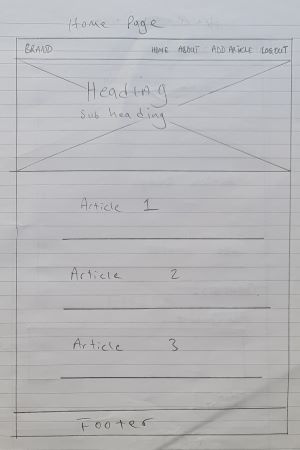 Home Page
BRAND HOME ABOUT ADD ARTICLE LOGOUT
Heading
Sub heading
Article 1
Article 2
Article 3
Footer